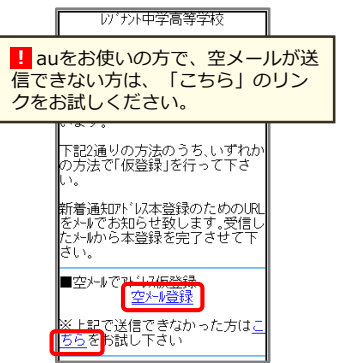 ﾚｿﾞﾅﾝﾄ中学高等学校
! auをお使いの方で、空メールが送
信できない方は、「こちら」のリン
クをお試しください。
います。
下記2通りの方法のうち、いずれか
の方法で「仮登録」を行って下さ
い。
新着通知ｱﾄﾞﾚｽ本登録のためのURL
をﾒｰﾙでお知らせ致します。受信し
たﾒｰﾙから本登録を完了させて下
さい。
■空ﾒｰﾙでｱﾄﾞﾚｽ仮登録
空ﾒｰﾙ登録
※上記で送信できなかった方はこ
ちらをお試し下さい